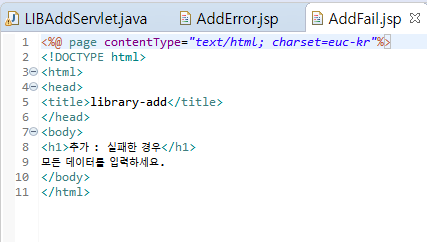 LIBAddServlet.java AddError.jsp AddFail.jsp
1 <%@ page contentType="text/html; charset=euc-kr"%>
2 <!DOCTYPE html>
3 <html>
4 <head>
5 <title>library-add</title>
6 </head>
7 <body>
8 <h1>추가 : 실패한 경우</h1>
9 모든 데이터를 입력하세요.
10 </body>
11 </html>